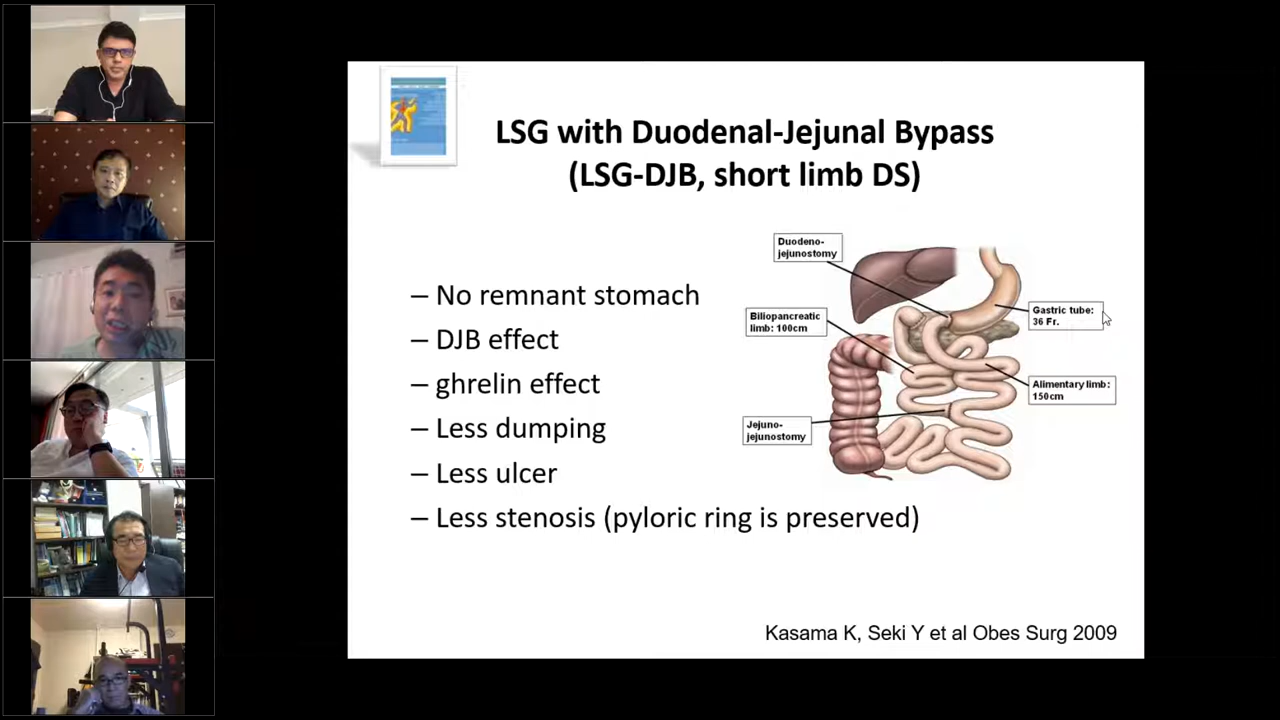 LSG with Duodenal-Jejunal Bypass
(LSG-DJB, short limb DS)
– No remnant stomach
– DJB effect
– ghrelin effect
– Less dumping
– Less ulcer
– Less stenosis (pyloric ring is preserved)
Duodeno-
jejunostomy
Biliopancreatic
limb: 100cm
Gastric tube:
36 Fr.
Alimentary limb:
150cm
Jejuno-
jejunostomy
Kasama K, Seki Y et al Obes Surg 2009